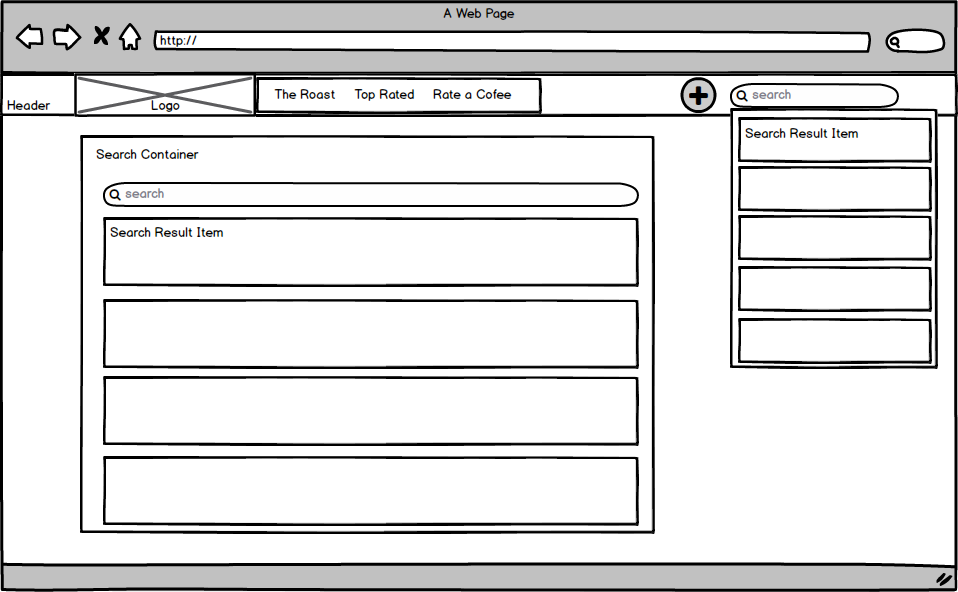 A Web Page
http://
Header
Logo
The Roast
Top Rated
Rate a Cofee
search
Search Result Item
Search Container
search
Search Result Item